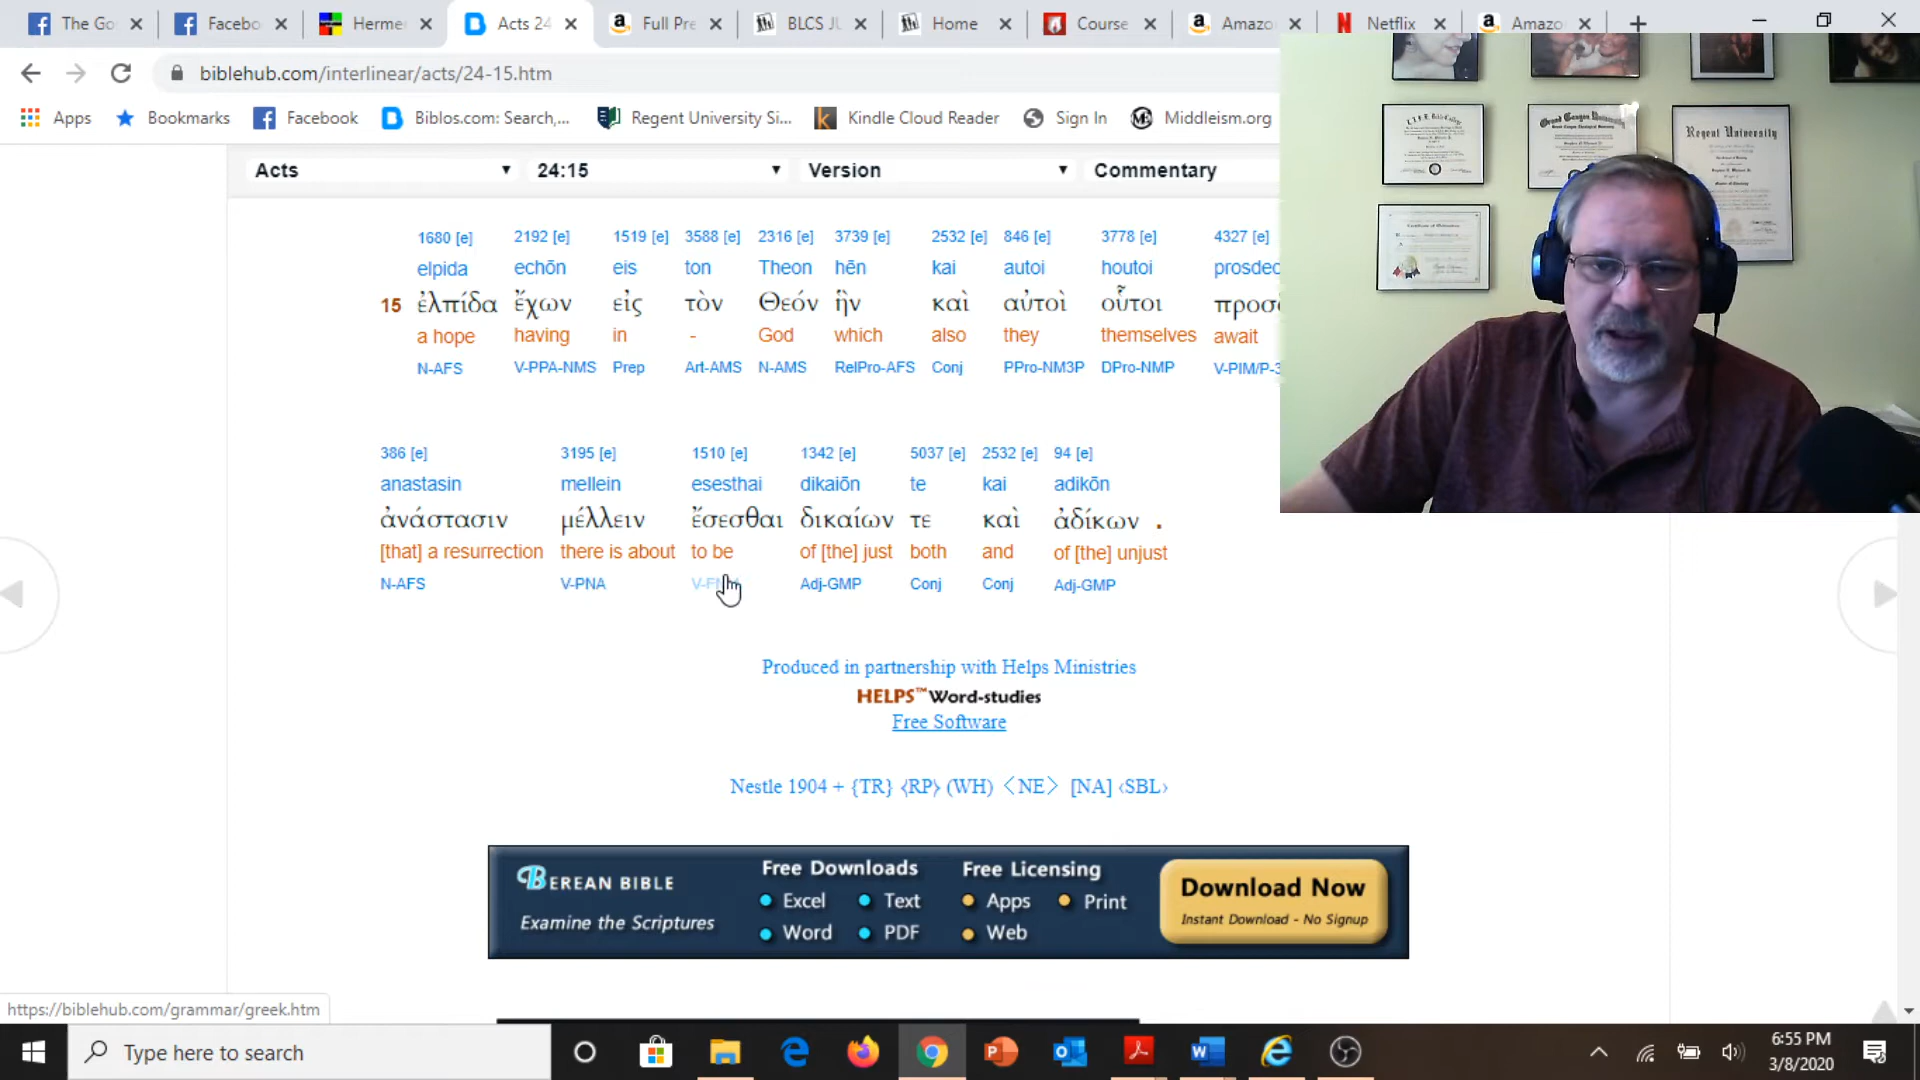 The Go
Facebo
Herme
Acts 24
Full Pre
BLCS JU
Home
Course
Amazo
Netflix
Amazo
biblehub.com/interlinear/acts/24-15.htm
Apps
Bookmarks
Facebook
Biblos.com: Search,...
Regent University Si...
Kindle Cloud Reader
Sign In
Middleism.org
Acts
24:15
Version
Commentary
1680 [e] 2192 [e] 1519 [e] 3588 [e] 2316 [e] 3739 [e] 2532 [e] 846 [e] 3778 [e] 4327 [e]
elpida echōn eis ton Theon hēn kai autoi houtoi prosdec
15 ἐλπίδα ἔχων εἰς τὸν Θεόν ἣν καὶ αὐτοὶ οὗτοι προσδ
a hope having in - God which also they themselves await
N-AFS V-PPA-NMS Prep Art-AMS N-AMS RelPro-AFS Conj PPro-NM3P DPro-NMP V-PIM/P-3
386 [e] 3195 [e] 1510 [e] 1342 [e] 5037 [e] 2532 [e] 94 [e]
anastasin mellein esesthai dikaiōn te kai adikōn
ἀνάστασιν μέλλειν ἔσεσθαι δικαίων τε καὶ ἀδίκων .
[that] a resurrection there is about to be of [the] just both and of [the] unjust
N-AFS V-PNA Adj-GMP Conj Conj Adj-GMP
Produced in partnership with Helps Ministries
HELPS™ Word-studies
Free Software
Nestle 1904 + {TR} ⧼RP⧽ (WH) 〈NE〉 [NA] ‹SBL›
BEREAN BIBLE
Examine the Scriptures
Free Downloads
Excel Text
Word PDF
Free Licensing
Apps Print
Web
Download Now
Instant Download - No Signup
https://biblehub.com/grammar/greek.htm
Type here to search
6:55 PM
3/8/2020
Regent University